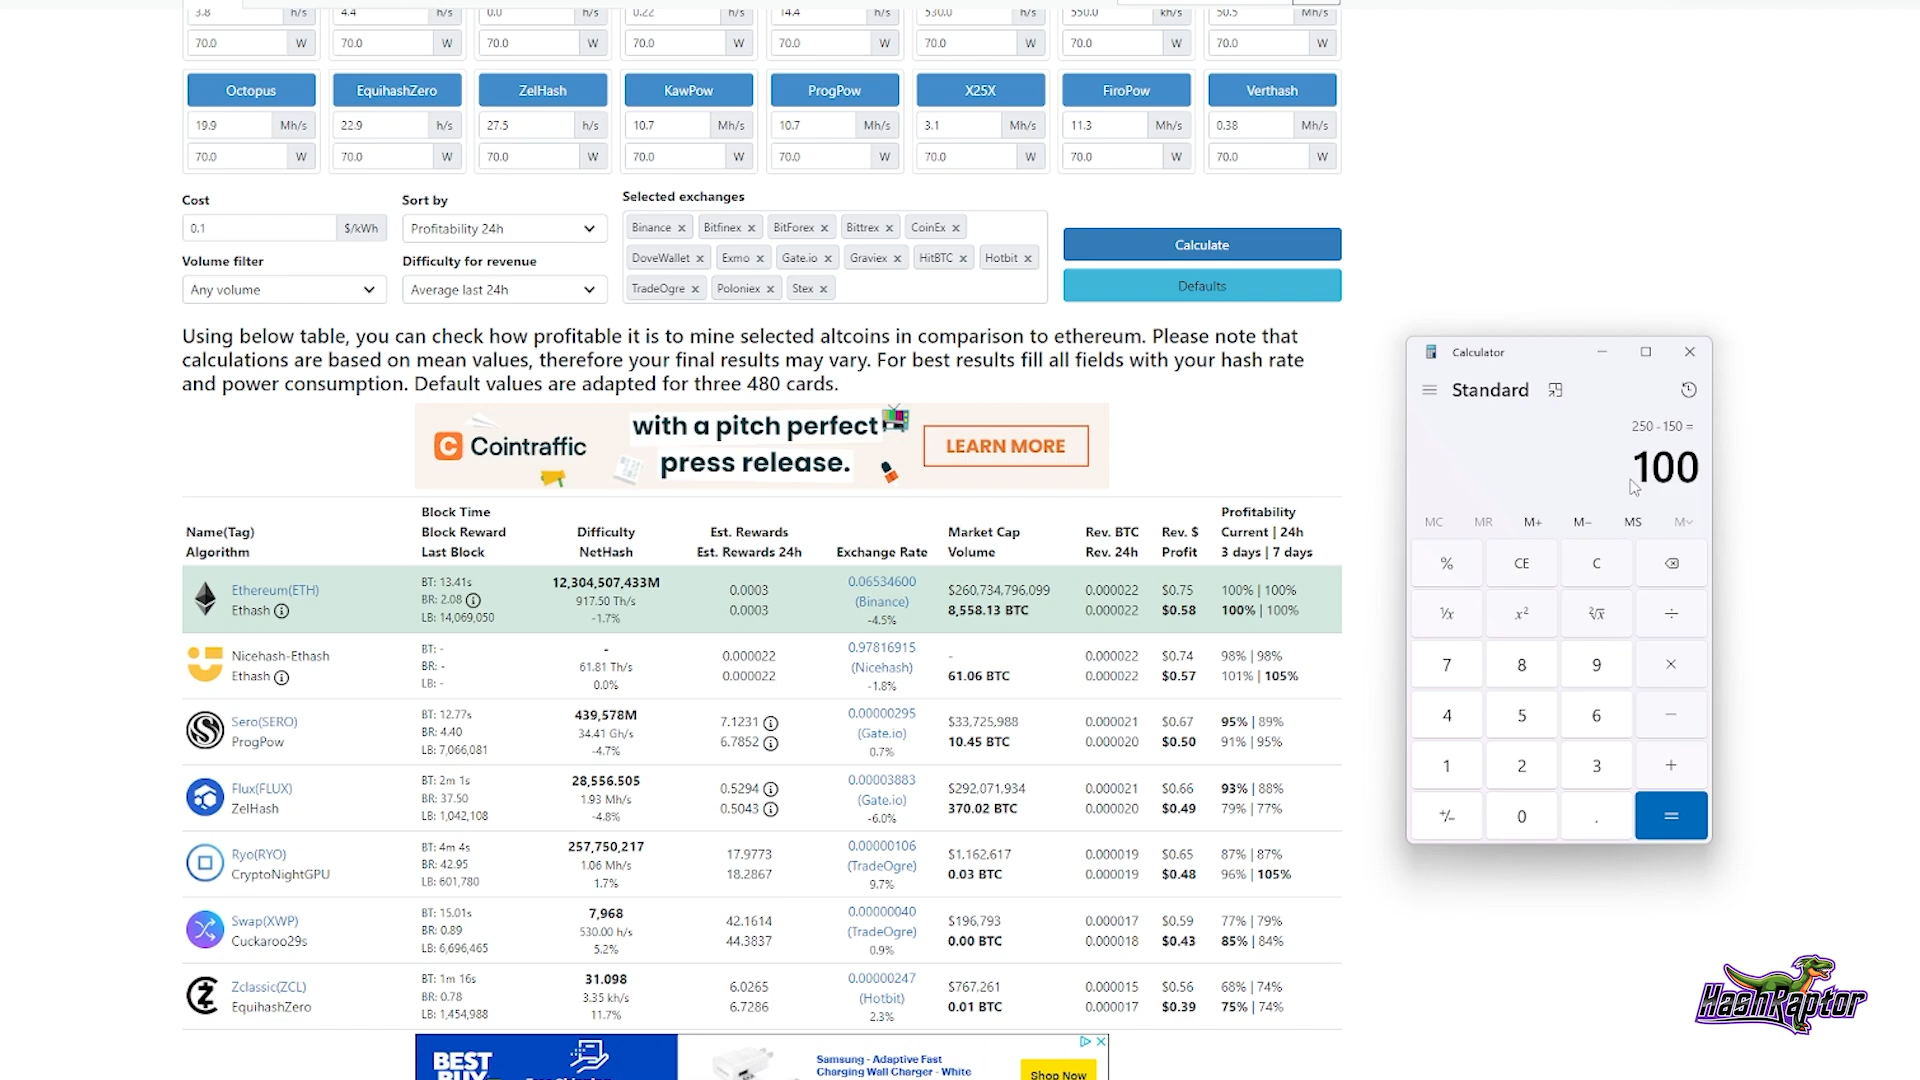 3.8 h/s 4.4 h/s 0.0 h/s 0.22 h/s 14.4 h/s 530.0 h/s 550.0 kh/s 50.5 Mh/s
70.0 W 70.0 W 70.0 W 70.0 W 70.0 W 70.0 W 70.0 W 70.0 W
Octopus EquihashZero ZelHash KawPow ProgPow X25X FiroPow Verthash
19.9 Mh/s 22.9 h/s 27.5 h/s 10.7 Mh/s 10.7 Mh/s 3.1 Mh/s 11.3 Mh/s 0.38 Mh/s
70.0 W 70.0 W 70.0 W 70.0 W 70.0 W 70.0 W 70.0 W 70.0 W
Cost Sort by Selected exchanges
0.1 $/kWh Profitability 24h
Binance × Bitfinex × BitForex × Bittrex × CoinEx ×
DoveWallet × Exmo × Gate.io × Graviex × HitBTC × Hotbit ×
TradeOgre × Poloniex × Stex ×
Calculate
Defaults
Volume filter Difficulty for revenue
Any volume Average last 24h
Using below table, you can check how profitable it is to mine selected altcoins in comparison to ethereum. Please note that
calculations are based on mean values, therefore your final results may vary. For best results fill all fields with your hash rate
and power consumption. Default values are adapted for three 480 cards.
Cointraffic
with a pitch perfect
press release.
LEARN MORE
Block Time Profitability
Name(Tag) Block Reward Difficulty Est. Rewards Market Cap Rev. BTC Rev. $ Current | 24h
Algorithm Last Block NetHash Est. Rewards 24h Exchange Rate Volume Rev. 24h Profit 3 days | 7 days
BT: 13.41s 12,304,507,433M 0.06534600
Ethereum(ETH) 0.0003 $260,734,796,099 0.000022 $0.75 100% | 100%
BR: 2.08 917.50 Th/s (Binance)
Ethash 0.0003 8,558.13 BTC 0.000022 $0.58 100% | 100%
LB: 14,069,050 -1.7% -4.5%
BT: - - 0.97816915
Nicehash-Ethash 0.000022 - 0.000022 $0.74 98% | 98%
BR: - 61.81 Th/s (Nicehash)
Ethash 0.000022 61.06 BTC 0.000022 $0.57 101% | 105%
LB: - 0.0% -1.8%
BT: 12.77s 439,578M 0.00000295
Sero(SERO) 7.1231 $33,725,988 0.000021 $0.67 95% | 89%
BR: 4.40 34.41 Gh/s (Gate.io)
ProgPow 6.7852 10.45 BTC 0.000020 $0.50 91% | 95%
LB: 7,066,081 -4.7% 0.7%
BT: 2m 1s 28,556.505 0.00003883
Flux(FLUX) 0.5294 $292,071,934 0.000021 $0.66 93% | 88%
BR: 37.50 1.93 Mh/s (Gate.io)
ZelHash 0.5043 370.02 BTC 0.000020 $0.49 79% | 77%
LB: 1,042,108 -4.8% -6.0%
BT: 4m 4s 257,750,217 0.00000106
Ryo(RYO) 17.9773 $1,162,617 0.000019 $0.65 87% | 87%
BR: 42.95 1.06 Mh/s (TradeOgre)
CryptoNightGPU 18.2867 0.03 BTC 0.000019 $0.48 96% | 105%
LB: 601,780 1.7% 9.7%
BT: 15.01s 7,968 0.00000040
Swap(XWP) 42.1614 $196,793 0.000017 $0.59 77% | 79%
BR: 0.89 530.00 h/s (TradeOgre)
Cuckaroo29s 44.3837 0.00 BTC 0.000018 $0.43 85% | 84%
LB: 6,696,465 5.2% 0.9%
BT: 1m 16s 31.098 0.00000247
Zclassic(ZCL) 6.0265 $767,261 0.000015 $0.56 68% | 74%
BR: 0.78 3.35 kh/s (Hotbit)
EquihashZero 6.7286 0.01 BTC 0.000017 $0.39 75% | 74%
LB: 1,454,988 11.7% 2.3%
BEST
Samsung - Adaptive Fast
Charging Wall Charger - White
Shop Now
Calculator
Standard
250 - 150 =
100
MC MR M+ M- MS M
% CE C
¹/x x² ²√x ÷
7 8 9 ×
4 5 6 −
1 2 3 +
+/- 0 . =
HashRaptor